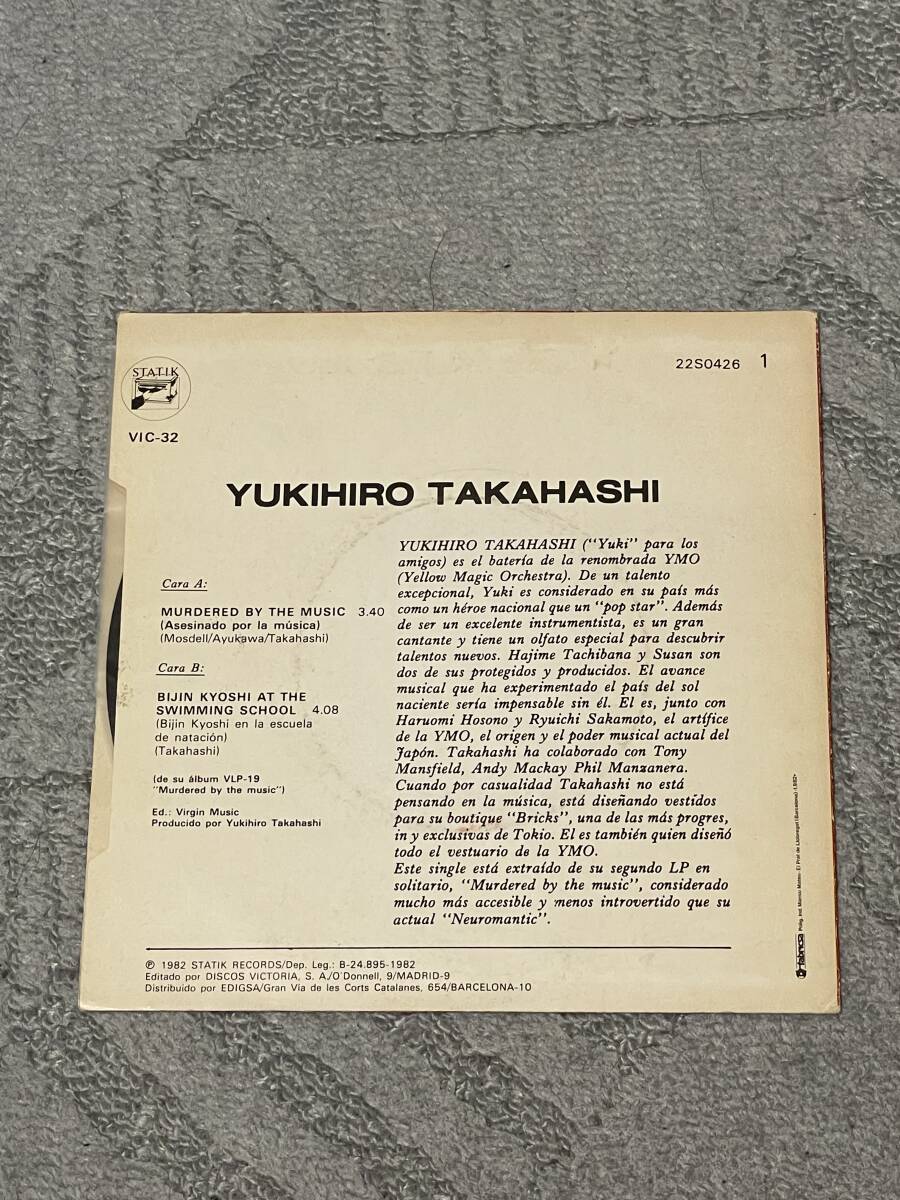 STATIK
VIC-32
22S0426 1
YUKIHIRO TAKAHASHI
Cara A:
MURDERED BY THE MUSIC 3.40
(Asesinado por la música)
(Mosdell/Ayukawa/Takahashi)
Cara B:
BIJIN KYOSHI AT THE
SWIMMING SCHOOL 4.08
(Bijin Kyoshi en la escuela
de natación)
(Takahashi)
(de su álbum VLP-19
"Murdered by the music")
Ed.: Virgin Music
Producido por Yukihiro Takahashi
YUKIHIRO TAKAHASHI ("Yuki" para los
amigos) es el batería de la renombrada YMO
(Yellow Magic Orchestra). De un talento
excepcional, Yuki es considerado en su país más
como un héroe nacional que un "pop star". Además
de ser un excelente instrumentista, es un gran
cantante y tiene un olfato especial para descubrir
talentos nuevos. Hajime Tachibana y Susan son
dos de sus protegidos y producidos. El avance
musical que ha experimentado el país del sol
naciente sería impensable sin él. El es, junto con
Haruomi Hosono y Ryuichi Sakamoto, el artífice
de la YMO, el origen y el poder musical actual del
Japón. Takahashi ha colaborado con Tony
Mansfield, Andy Mackay Phil Manzanera.
Cuando por casualidad Takahashi no está
pensando en la música, está diseñando vestidos
para su boutique "Bricks", una de las más progres,
in y exclusivas de Tokio. El es también quien diseñó
todo el vestuario de la YMO.
Este single está extraído de su segundo LP en
solitario, "Murdered by the music", considerado
mucho más accesible y menos introvertido que su
actual "Neuromantic".
℗ 1982 STATIK RECORDS/Dep. Leg.: B-24.895-1982
Editado por DISCOS VICTORIA, S. A./O'Donnell, 9/MADRID-9
Distribuido por EDIGSA/Gran Vía de les Corts Catalanes, 654/BARCELONA-10